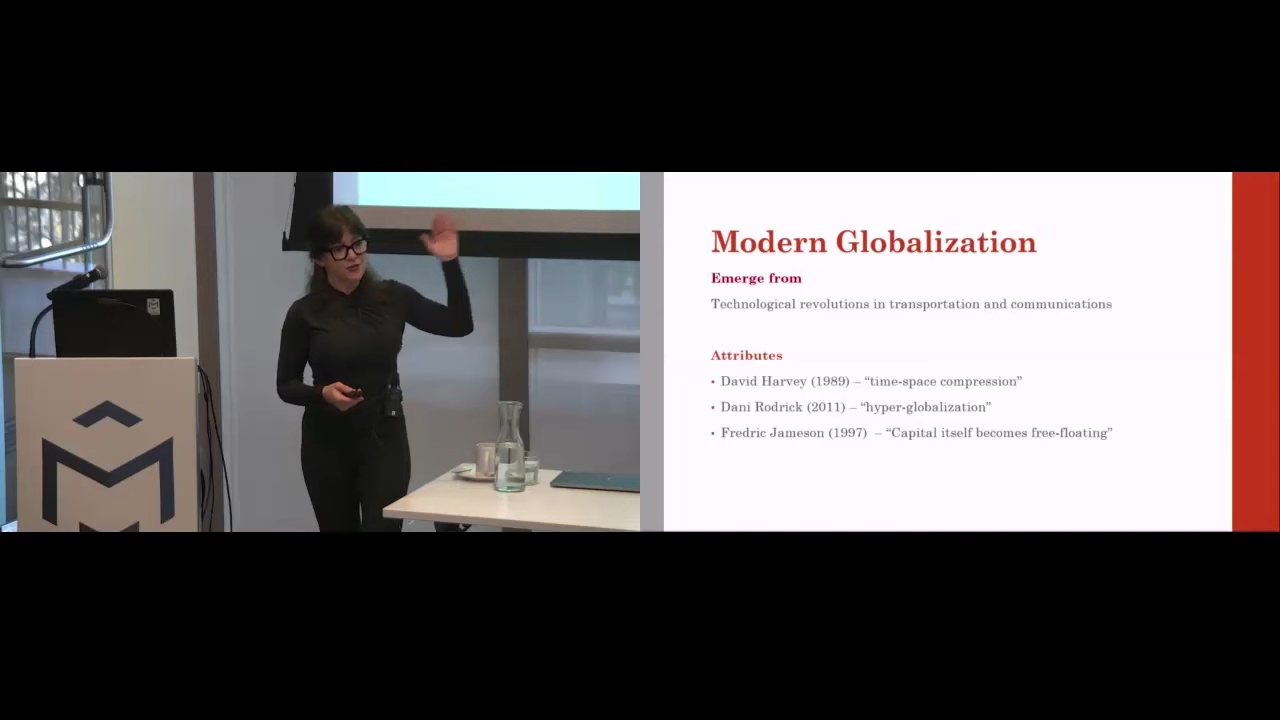 Modern Globalization
Emerge from
Technological revolutions in transportation and communications
Attributes
• David Harvey (1989) – “time-space compression”
• Dani Rodrick (2011) – “hyper-globalization”
• Fredric Jameson (1997) – “Capital itself becomes free-floating”